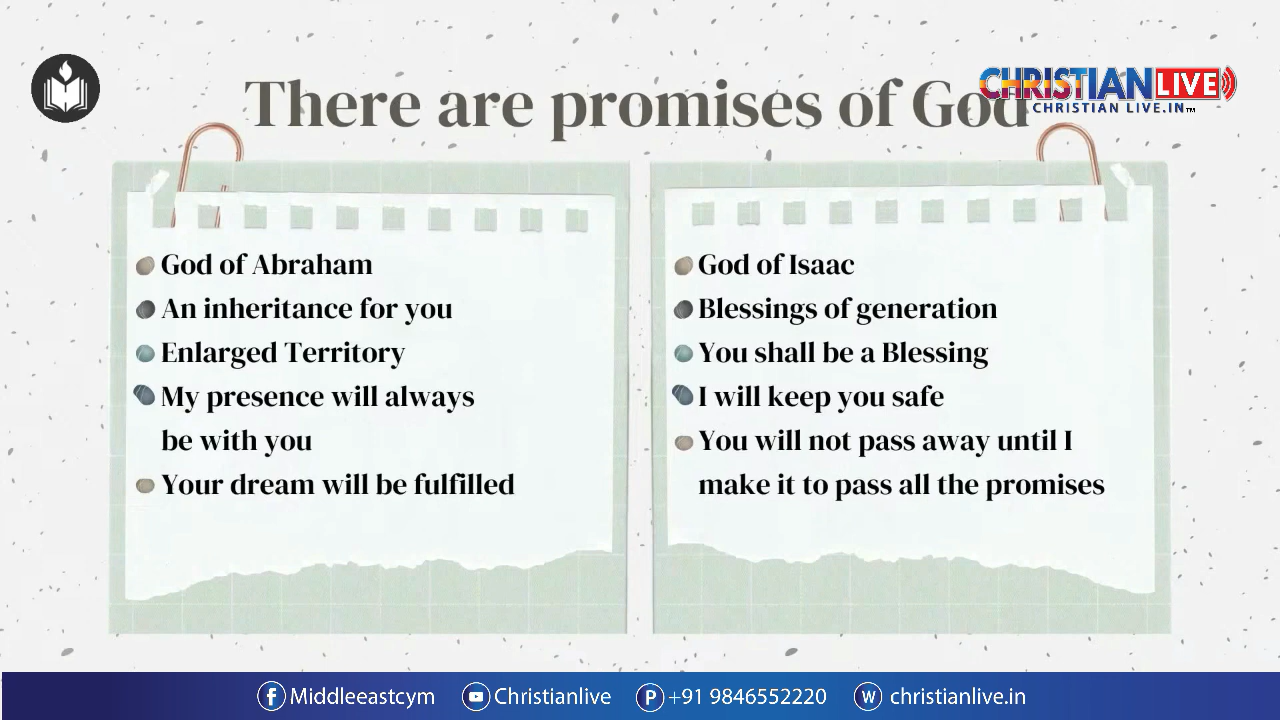 There are promises of God
CHRISTIAN LIVE
CHRISTIAN LIVE.IN™
God of Abraham
An inheritance for you
Enlarged Territory
My presence will always
be with you
Your dream will be fulfilled
God of Isaac
Blessings of generation
You shall be a Blessing
I will keep you safe
You will not pass away until I
make it to pass all the promises
Middleeastcym
Christianlive
P +91 9846552220
W christianlive.in